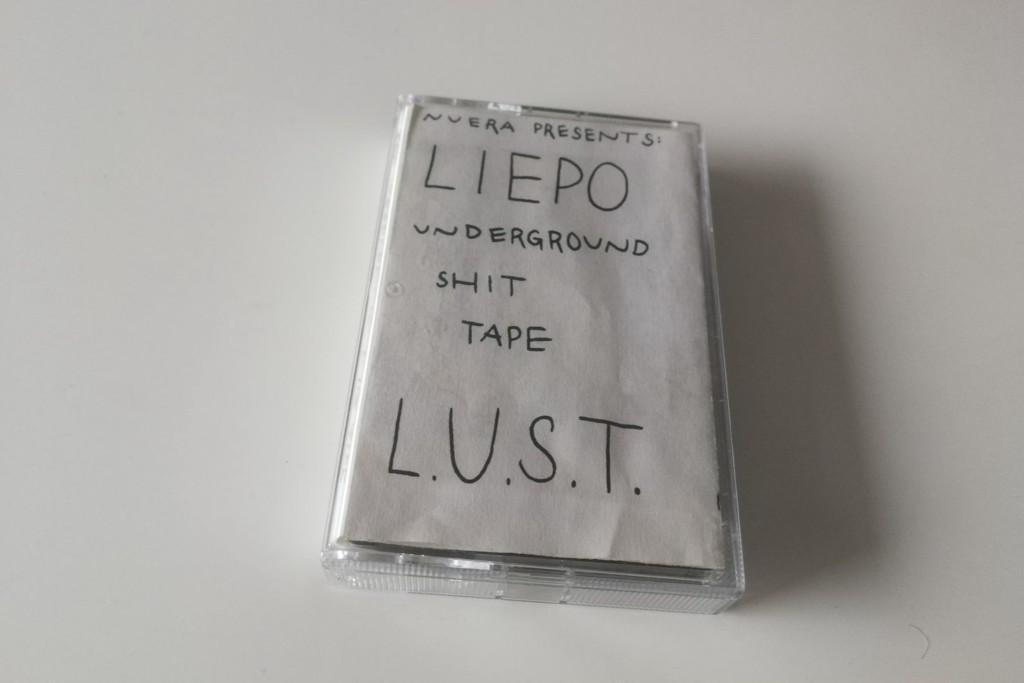 NUERA PRESENTS:
LIEPO
UNDERGROUND
SHIT
TAPE
L.U.S.T.